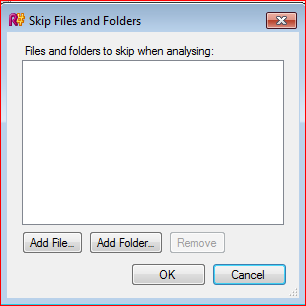 Skip Files and Folders
Files and folders to skip when analysing:
Add File... Add Folder... Remove
OK Cancel